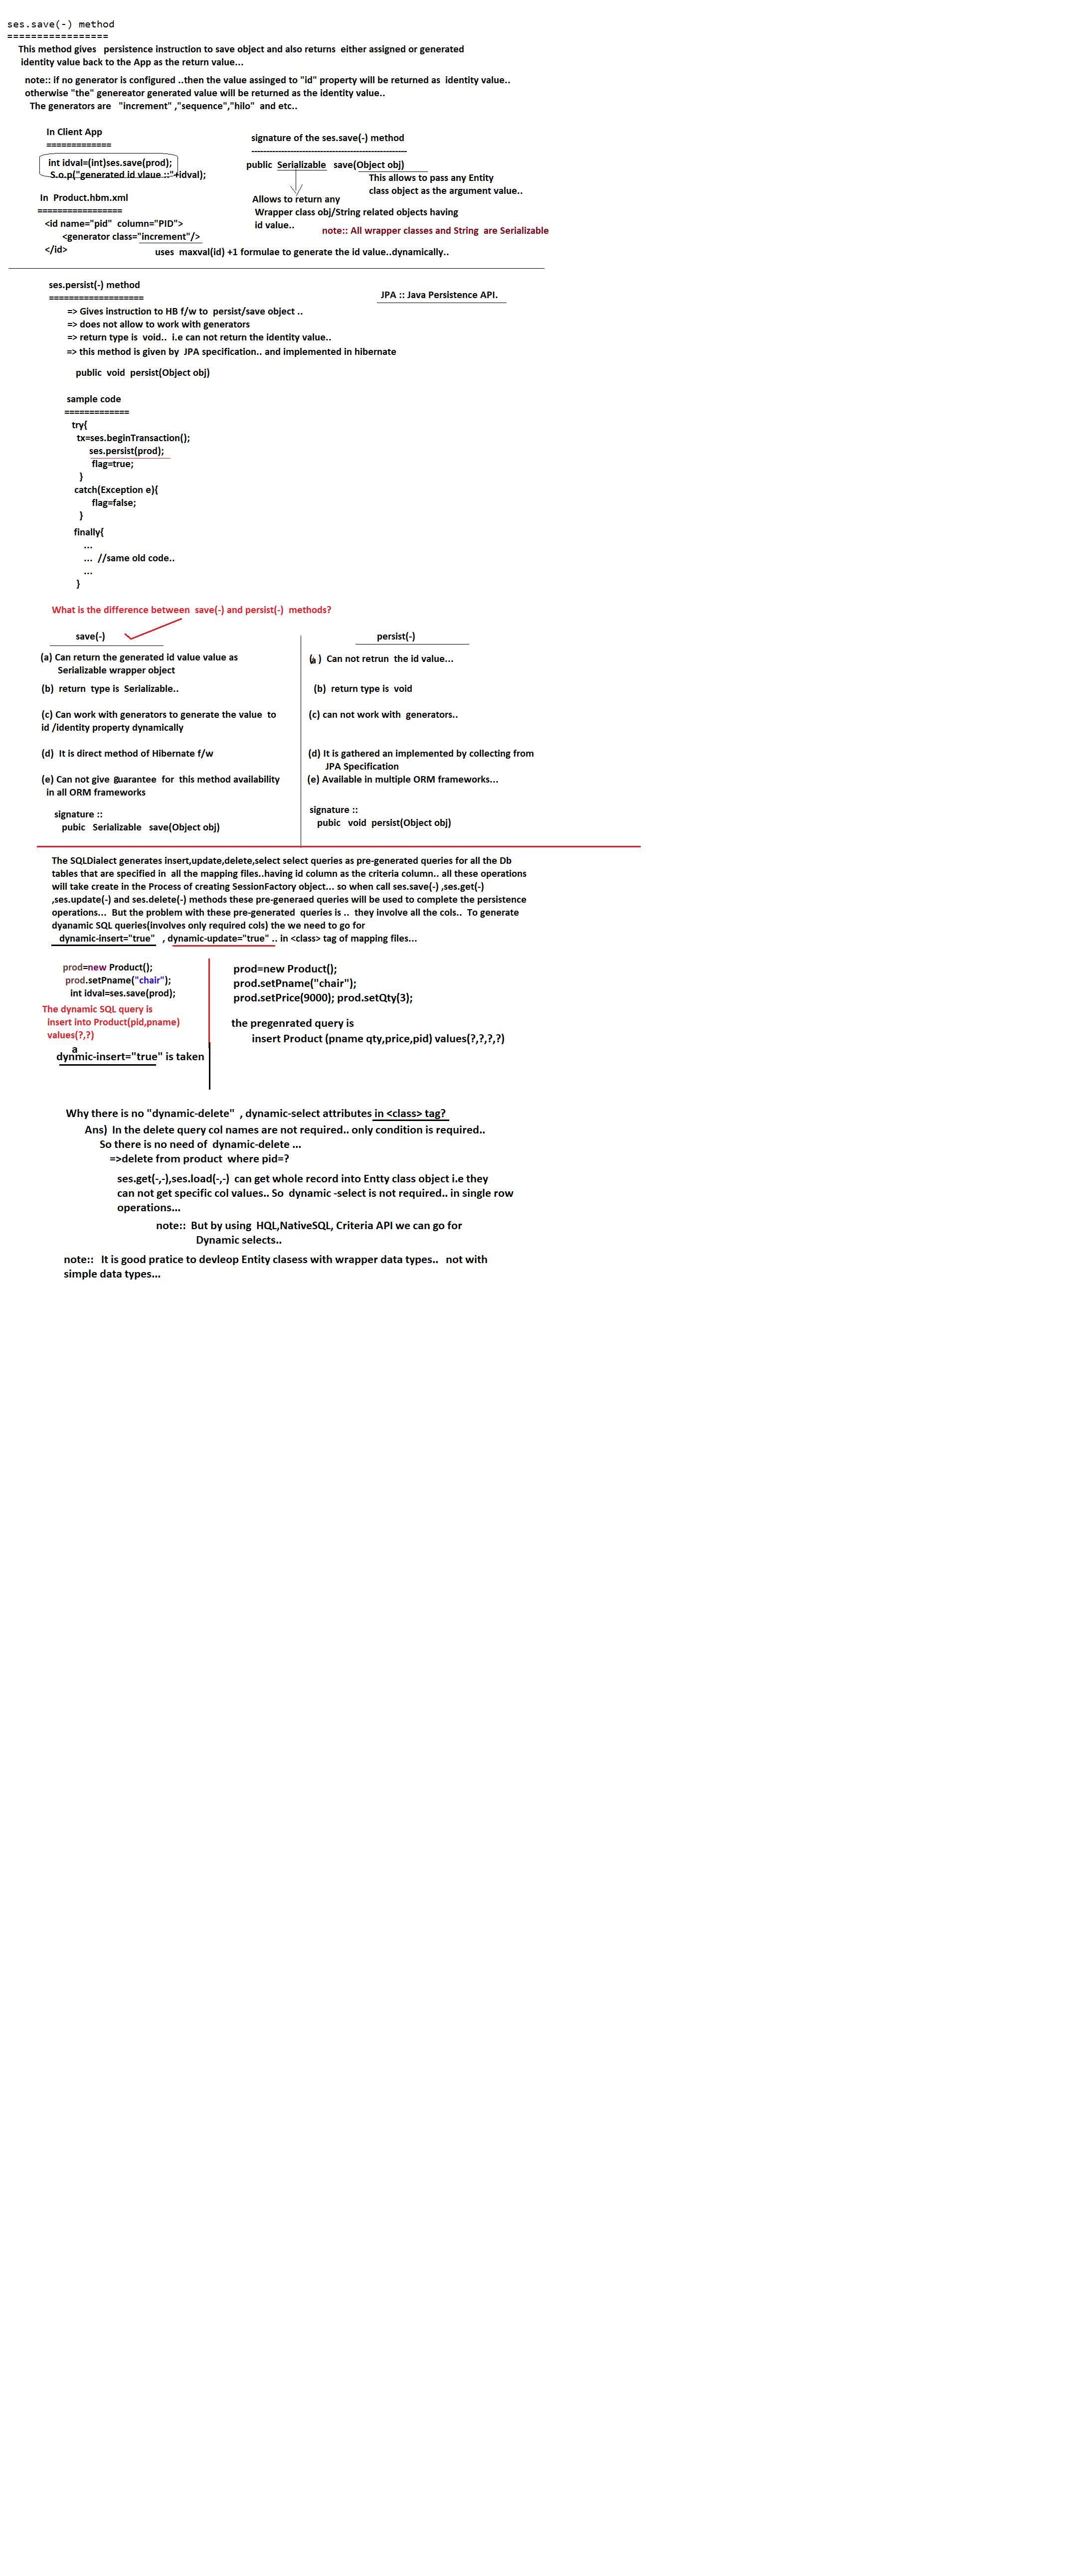 ses.save(-) method
=================
This method gives persistence instruction to save object and also returns either assigned or generated
identity value back to the App as the return value...
note:: if no generator is configured ..then the value assinged to "id" property will be returned as identity value..
otherwise "the" genereator generated value will be returned as the identity value..
The generators are "increment" ,"sequence","hilo" and etc..
In Client App
=============
int idval=(int)ses.save(prod);
S.o.p("generated id vlaue ::"+idval);
In Product.hbm.xml
=================
<id name="pid" column="PID">
<generator class="increment"/>
</id>
uses maxval(id) +1 formulae to generate the id value..dynamically..
signature of the ses.save(-) method
----------------------------------------------------
public Serializable save(Object obj)
This allows to pass any Entity
class object as the argument value..
Allows to return any
Wrapper class obj/String related objects having
id value..
note:: All wrapper classes and String are Serializable
ses.persist(-) method
===================
JPA :: Java Persistence API.
=> Gives instruction to HB f/w to persist/save object ..
=> does not allow to work with generators
=> return type is void.. i.e can not return the identity value..
=> this method is given by JPA specification.. and implemented in hibernate
public void persist(Object obj)
sample code
=============
try{
tx=ses.beginTransaction();
ses.persist(prod);
flag=true;
}
catch(Exception e){
flag=false;
}
finally{
...
... //same old code..
...
}
What is the difference between save(-) and persist(-) methods?
save(-)
(a) Can return the generated id value value as
Serializable wrapper object
(b) return type is Serializable..
(c) Can work with generators to generate the value to
id /identity property dynamically
(d) It is direct method of Hibernate f/w
(e) Can not give guarantee for this method availability
in all ORM frameworks
signature ::
pubic Serializable save(Object obj)
persist(-)
(a) Can not retrun the id value...
(b) return type is void
(c) can not work with generators..
(d) It is gathered an implemented by collecting from
JPA Specification
(e) Available in multiple ORM frameworks...
signature ::
pubic void persist(Object obj)
The SQLDialect generates insert,update,delete,select select queries as pre-generated queries for all the Db
tables that are specified in all the mapping files..having id column as the criteria column.. all these operations
will take create in the Process of creating SessionFactory object... so when call ses.save(-) ,ses.get(-)
,ses.update(-) and ses.delete(-) methods these pre-generaed queries will be used to complete the persistence
operations... But the problem with these pre-generated queries is .. they involve all the cols.. To generate
dyanamic SQL queries(involves only required cols) the we need to go for
dynamic-insert="true" , dynamic-update="true" .. in <class> tag of mapping files...
prod=new Product();
prod.setPname("chair");
int idval=ses.save(prod);
The dynamic SQL query is
insert into Product(pid,pname)
values(?,?)
a
dynmic-insert="true" is taken
prod=new Product();
prod.setPname("chair");
prod.setPrice(9000); prod.setQty(3);
the pregenrated query is
insert Product (pname qty,price,pid) values(?,?,?,?)
Why there is no "dynamic-delete" , dynamic-select attributes in <class> tag?
Ans) In the delete query col names are not required.. only condition is required..
So there is no need of dynamic-delete ...
=>delete from product where pid=?
ses.get(-,-),ses.load(-,-) can get whole record into Entty class object i.e they
can not get specific col values.. So dynamic -select is not required.. in single row
operations...
note:: But by using HQL,NativeSQL, Criteria API we can go for
Dynamic selects..
note:: It is good pratice to devleop Entity clasess with wrapper data types.. not with
simple data types...